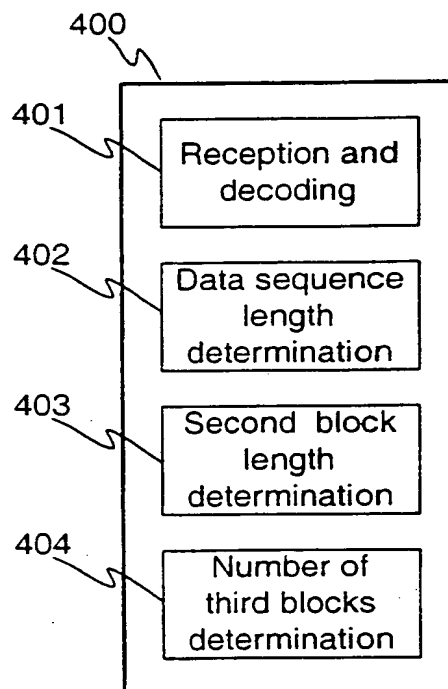 400
401
Reception and
decoding
402
Data sequence
length
determination
403
Second block
length
determination
404
Number of
third blocks
determination